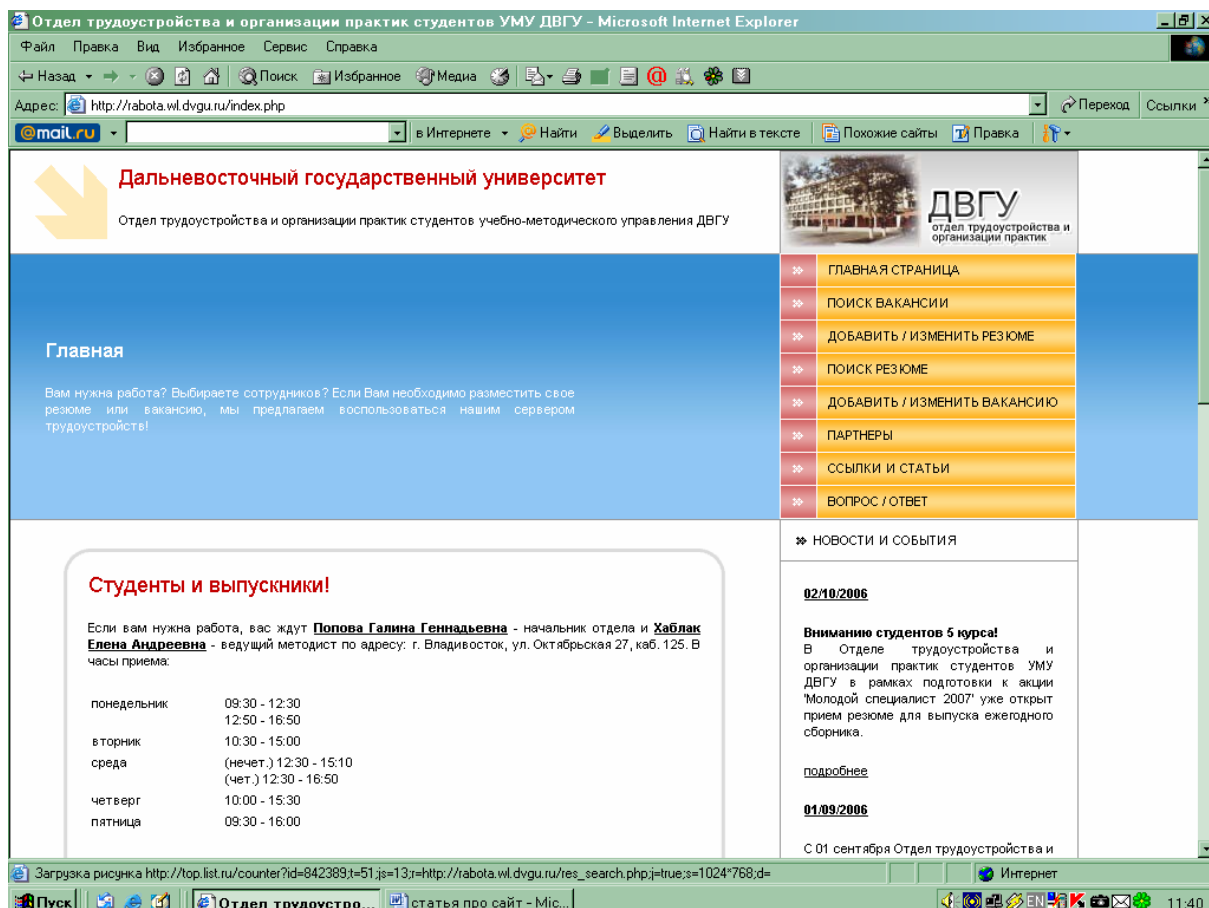 Отдел трудоустройства и организации практик студентов УМУ ДВГУ - Microsoft Internet Explorer
Файл Правка Вид Избранное Сервис Справка
Назад Поиск Избранное Медиа
Адрес: http://rabota.wl.dvgu.ru/index.php Переход Ссылки »
@mail.ru в Интернете Найти Выделить Найти в тексте Похожие сайты Правка
Дальневосточный государственный университет
Отдел трудоустройства и организации практик студентов учебно-методического управления ДВГУ
ДВГУ
отдел трудоустройства и
организации практик
ГЛАВНАЯ СТРАНИЦА
ПОИСК ВАКАНСИИ
ДОБАВИТЬ / ИЗМЕНИТЬ РЕЗЮМЕ
ПОИСК РЕЗЮМЕ
ДОБАВИТЬ / ИЗМЕНИТЬ ВАКАНСИЮ
ПАРТНЕРЫ
ССЫЛКИ И СТАТЬИ
ВОПРОС / ОТВЕТ
Главная
Вам нужна работа? Выбираете сотрудников? Если Вам необходимо разместить свое
резюме или вакансию, мы предлагаем воспользоваться нашим сервером
трудоустройств!
Студенты и выпускники!
Если вам нужна работа, вас ждут Попова Галина Геннадьевна - начальник отдела и Хаблак
Елена Андреевна - ведущий методист по адресу: г. Владивосток, ул. Октябрьская 27, каб. 125. В
часы приема:
понедельник 09:30 - 12:30
12:50 - 16:50
вторник 10:30 - 15:00
среда (нечет.) 12:30 - 15:10
(чет.) 12:30 - 16:50
четверг 10:00 - 15:30
пятница 09:30 - 16:00
НОВОСТИ И СОБЫТИЯ
02/10/2006
Вниманию студентов 5 курса!
В Отделе трудоустройства и
организации практик студентов УМУ
ДВГУ в рамках подготовки к акции
'Молодой специалист 2007' уже открыт
прием резюме для выпуска ежегодного
сборника.
подробнее
01/09/2006
С 01 сентября Отдел трудоустройства и
Загрузка рисунка http://top.list.ru/counter?id=842389;t=51;js=13;r=http://rabota.wl.dvgu.ru/res_search.php;j=true;s=1024*768;d= Интернет
Пуск Отдел трудоустро... статья про сайт - Mic... EN 11:40